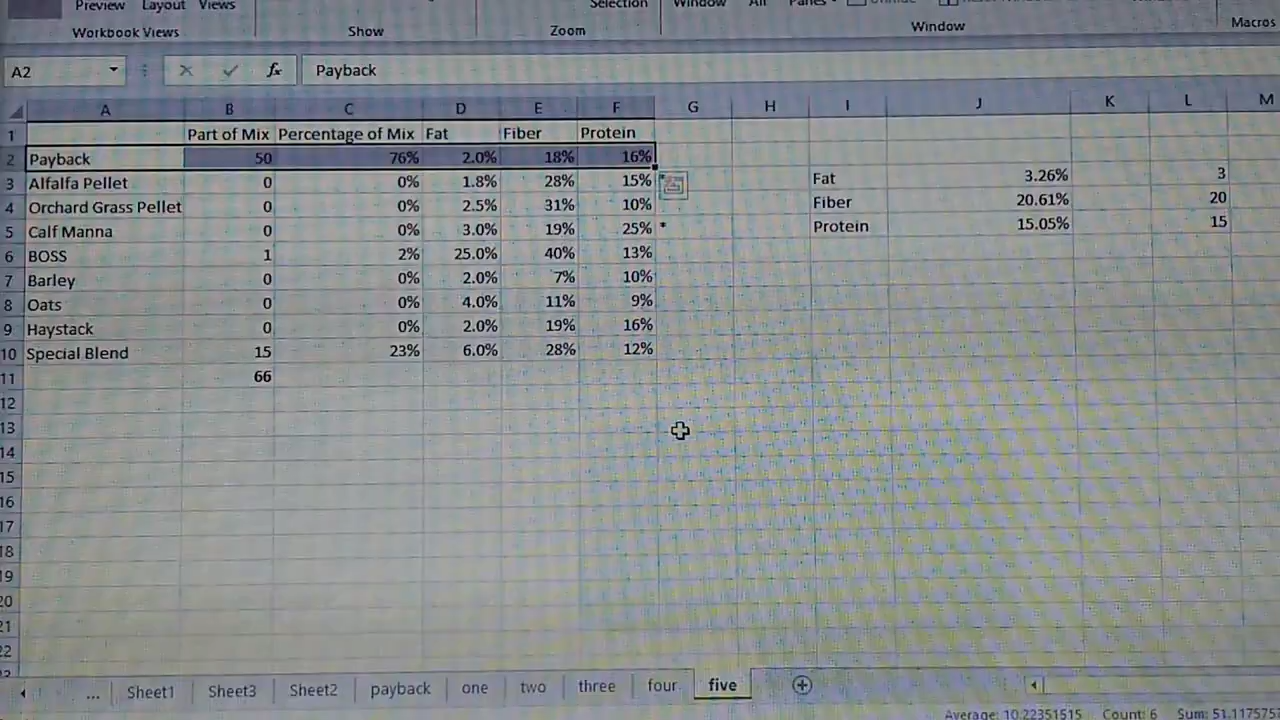 Preview Layout Views Selection Window All Panes
Workbook Views Show Zoom Window Macros
A2 fx Payback
A B C D E F G H I J K L M
1 Part of Mix Percentage of Mix Fat Fiber Protein
2 Payback 50 76% 2.0% 18% 16%
3 Alfalfa Pellet 0 0% 1.8% 28% 15% Fat 3.26% 3
4 Orchard Grass Pellet 0 0% 2.5% 31% 10% Fiber 20.61% 20
5 Calf Manna 0 0% 3.0% 19% 25% * Protein 15.05% 15
6 BOSS 1 2% 25.0% 40% 13%
7 Barley 0 0% 2.0% 7% 10%
8 Oats 0 0% 4.0% 11% 9%
9 Haystack 0 0% 2.0% 19% 16%
10 Special Blend 15 23% 6.0% 28% 12%
11 66
12
13
14
15
16
17
18
19
20
21
22
... Sheet1 Sheet3 Sheet2 payback one two three four five
Average: 10.22351515 Count: 6 Sum: 51.1175757